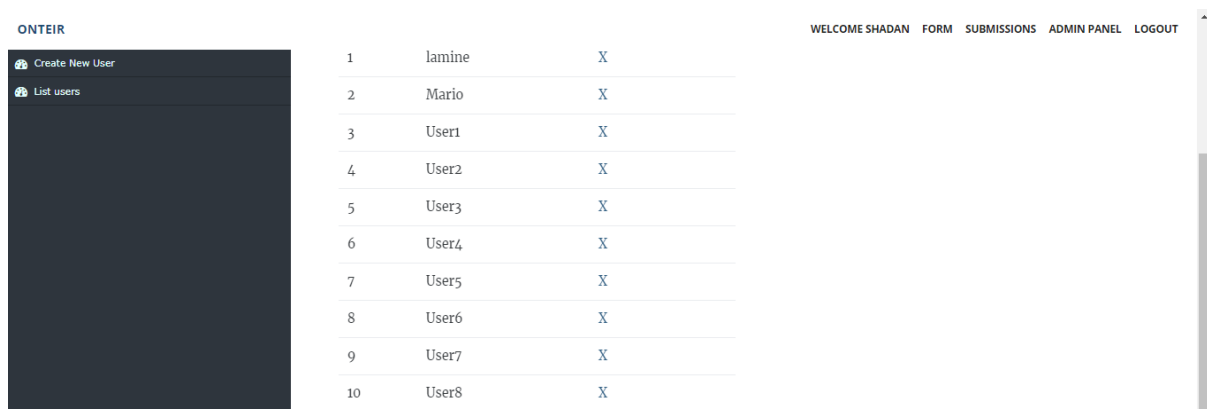 ONTEIR WELCOME SHADAN FORM SUBMISSIONS ADMIN PANEL LOGOUT
Create New User
List users
1 lamine X
2 Mario X
3 User1 X
4 User2 X
5 User3 X
6 User4 X
7 User5 X
8 User6 X
9 User7 X
10 User8 X